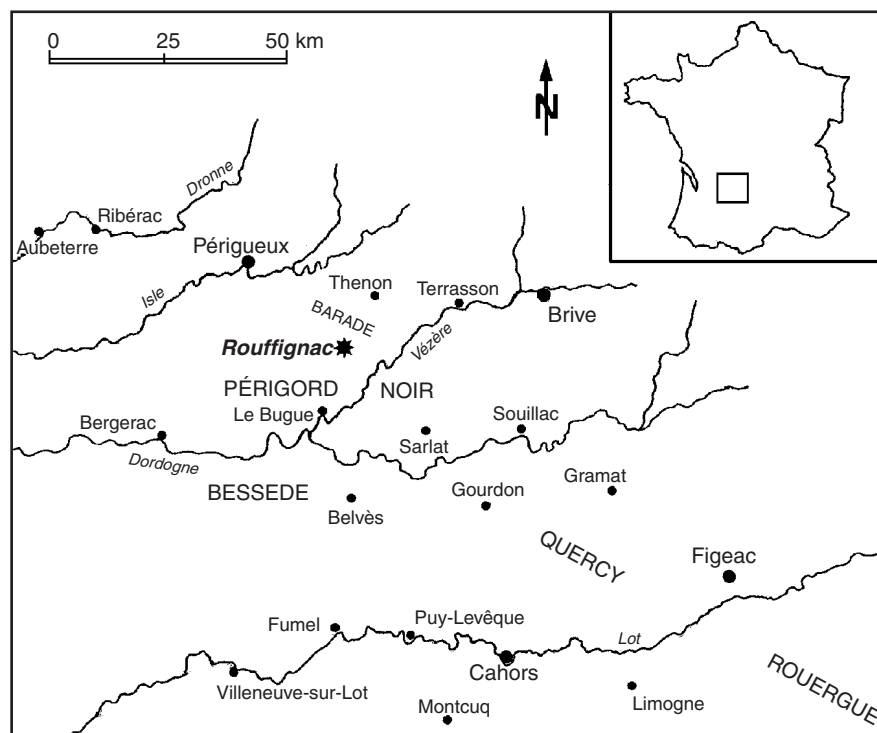 0 25 50 km
N
Dronne
Ribérac
Aubeterre
Périgueux
Isle
Thenon
Terrasson
BARADE
Brive
Vézère
Rouffignac
PÉRIGORD NOIR
Le Bugue
Bergerac
Souillac
Sarlat
Dordogne
BESSEDE
Belvès
Gourdon
Gramat
QUERCY
Figeac
Fumel
Puy-Levêque
Lot
Cahors
Villeneuve-sur-Lot
Montcuq
Limogne
ROUERGUE